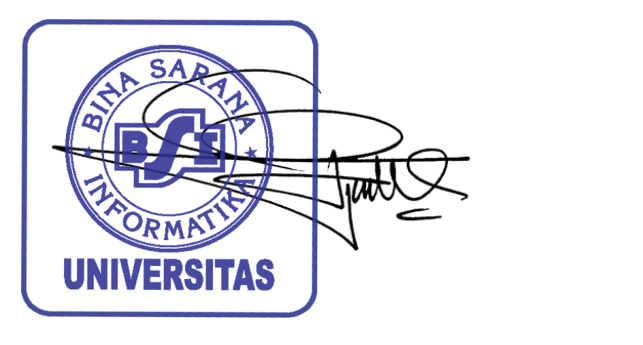 BINA SARANA
BSI
INFORMATIKA
UNIVERSITAS